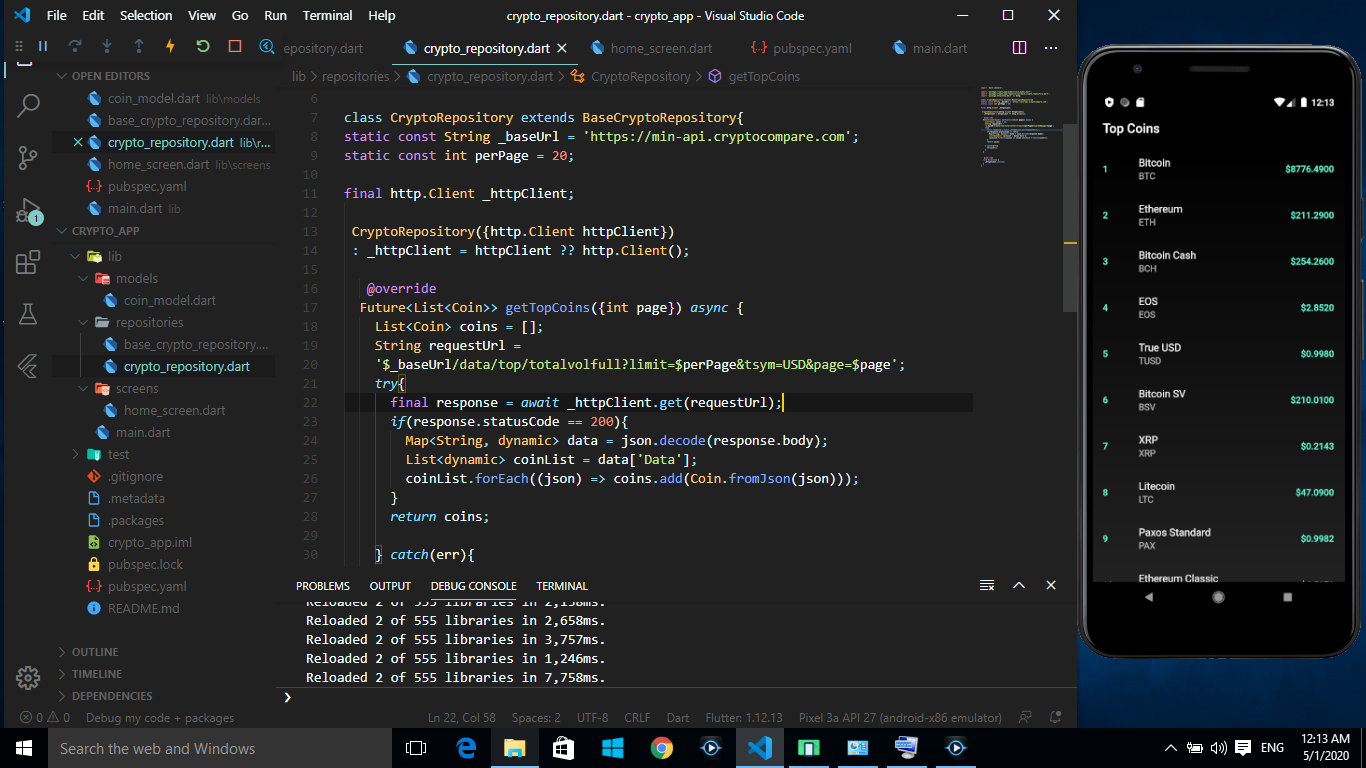 File Edit Selection View Go Run Terminal Help
crypto_repository.dart - crypto_app - Visual Studio Code
epository.dart crypto_repository.dart home_screen.dart pubspec.yaml main.dart
lib > repositories > crypto_repository.dart > CryptoRepository > getTopCoins
OPEN EDITORS
coin_model.dart lib\models
base_crypto_repository.dar...
crypto_repository.dart lib\r...
home_screen.dart lib\screens
pubspec.yaml
main.dart lib
CRYPTO_APP
lib
models
coin_model.dart
repositories
base_crypto_repository....
crypto_repository.dart
screens
home_screen.dart
main.dart
test
.gitignore
.metadata
.packages
crypto_app.iml
pubspec.lock
pubspec.yaml
README.md
OUTLINE
TIMELINE
DEPENDENCIES
1
6
7 class CryptoRepository extends BaseCryptoRepository{
8 static const String _baseUrl = 'https://min-api.cryptocompare.com';
9 static const int perPage = 20;
10
11 final http.Client _httpClient;
12
13 CryptoRepository({http.Client httpClient})
14 : _httpClient = httpClient ?? http.Client();
15
16 @override
17 Future<List<Coin>> getTopCoins({int page}) async {
18 List<Coin> coins = [];
19 String requestUrl =
20 '$_baseUrl/data/top/totalvolfull?limit=$perPage&tsym=USD&page=$page';
21 try{
22 final response = await _httpClient.get(requestUrl);
23 if(response.statusCode == 200){
24 Map<String, dynamic> data = json.decode(response.body);
25 List<dynamic> coinList = data['Data'];
26 coinList.forEach((json) => coins.add(Coin.fromJson(json)));
27 }
28 return coins;
29
30 } catch(err){
PROBLEMS OUTPUT DEBUG CONSOLE TERMINAL
Reloaded 2 of 555 libraries in 2,158ms.
Reloaded 2 of 555 libraries in 2,658ms.
Reloaded 2 of 555 libraries in 3,757ms.
Reloaded 2 of 555 libraries in 1,246ms.
Reloaded 2 of 555 libraries in 7,758ms.
0 0 Debug my code + packages Ln 22, Col 58 Spaces: 2 UTF-8 CRLF Dart Flutter: 1.12.13 Pixel 3a API 27 (android-x86 emulator)
12:13
Top Coins
1 Bitcoin $8776.4900
BTC
2 Ethereum $211.2900
ETH
3 Bitcoin Cash $254.2600
BCH
4 EOS $2.8520
EOS
5 True USD $0.9980
TUSD
6 Bitcoin SV $210.0100
BSV
7 XRP $0.2143
XRP
8 Litecoin $47.0900
LTC
9 Paxos Standard $0.9982
PAX
Ethereum Classic
Search the web and Windows
ENG
12:13 AM
5/1/2020